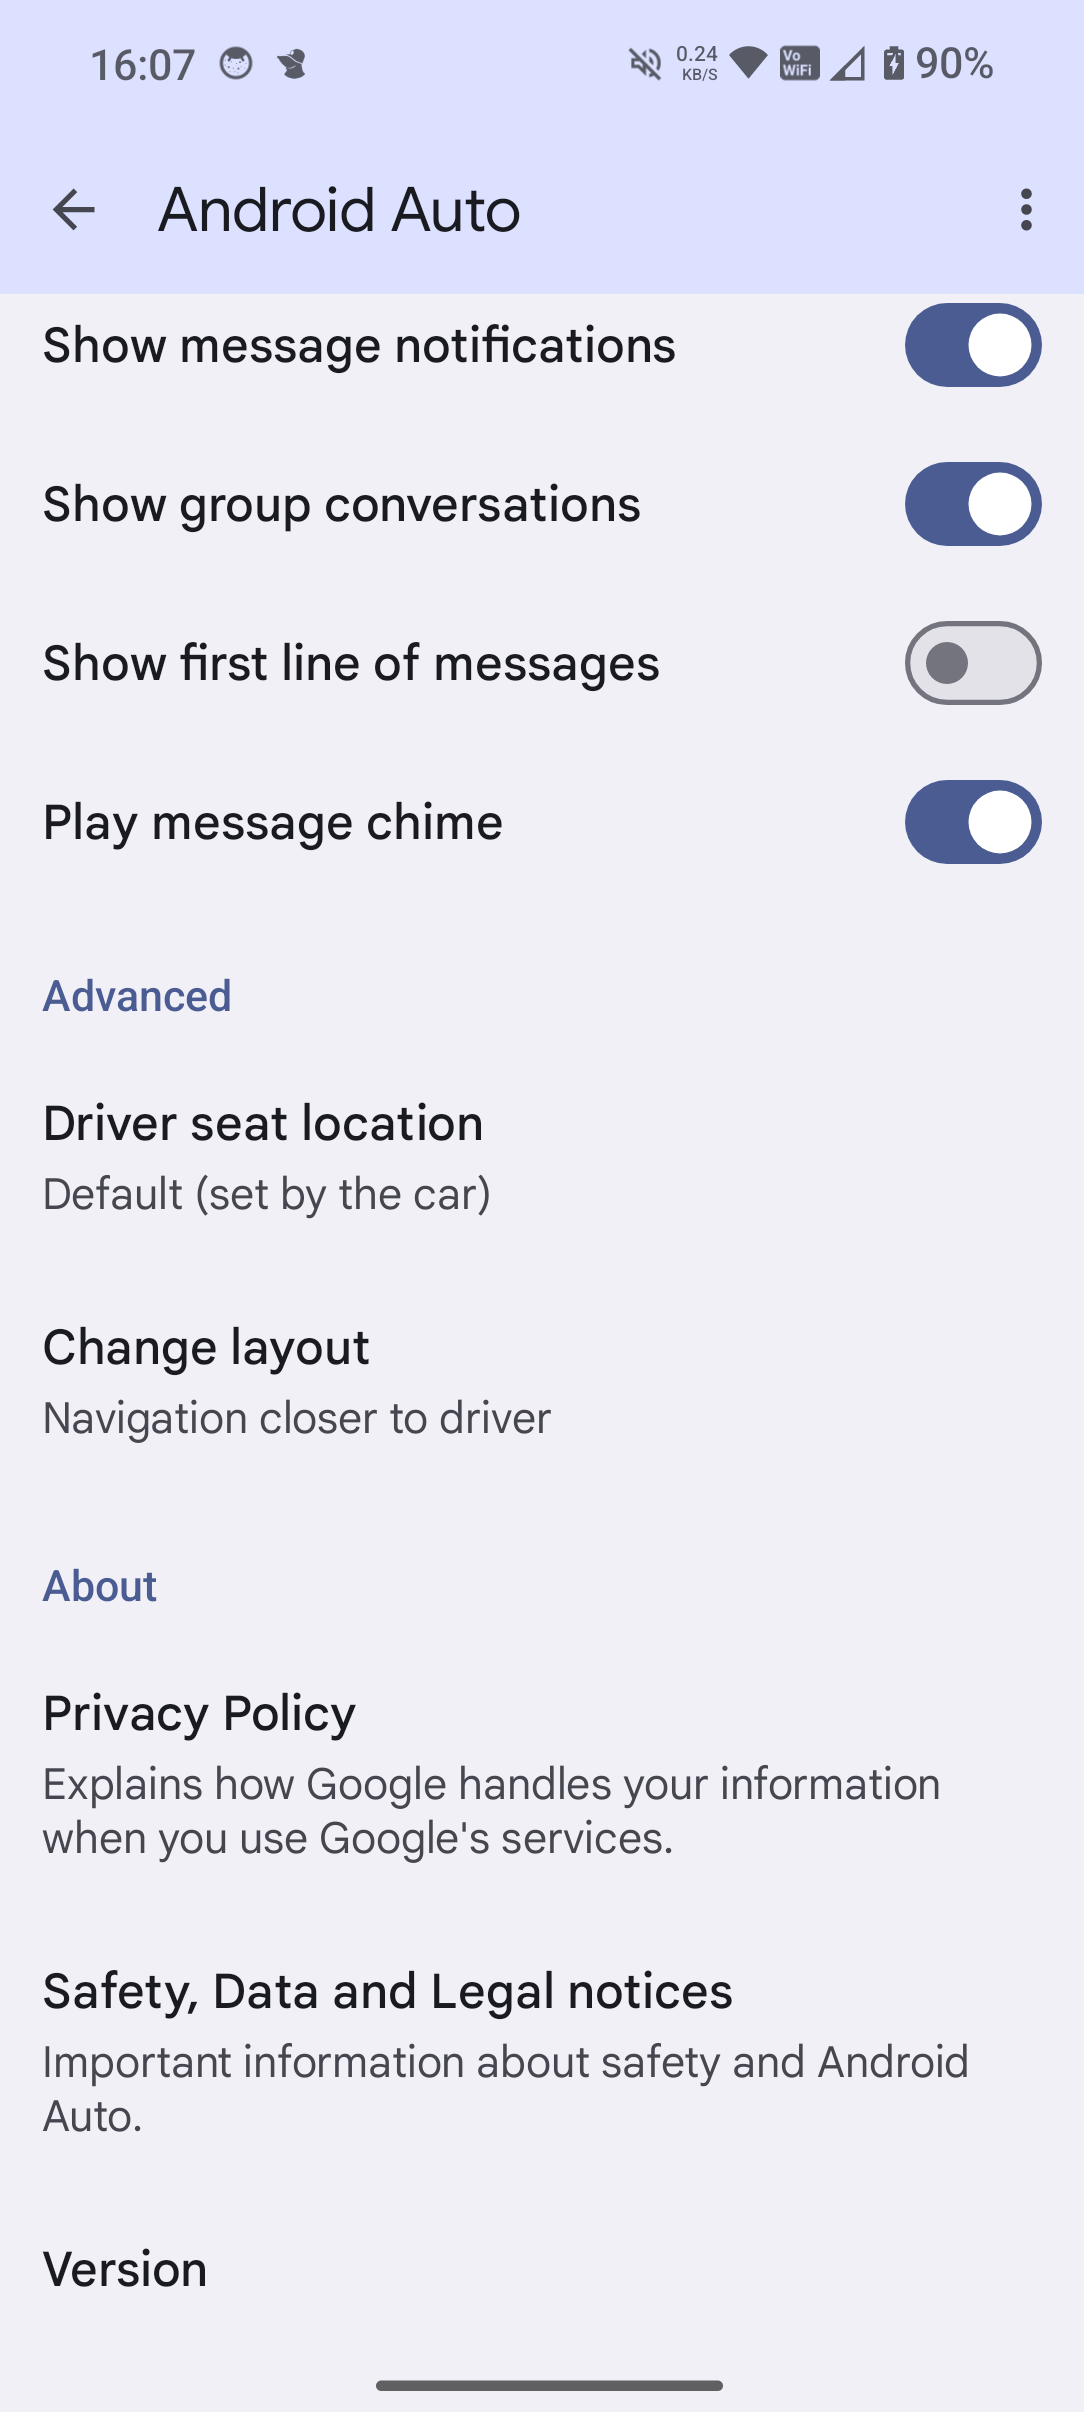 16:07
0.24
KB/S
Vo
WiFi
90%
Android Auto
Show message notifications
Show group conversations
Show first line of messages
Play message chime
Advanced
Driver seat location
Default (set by the car)
Change layout
Navigation closer to driver
About
Privacy Policy
Explains how Google handles your information
when you use Google's services.
Safety, Data and Legal notices
Important information about safety and Android
Auto.
Version